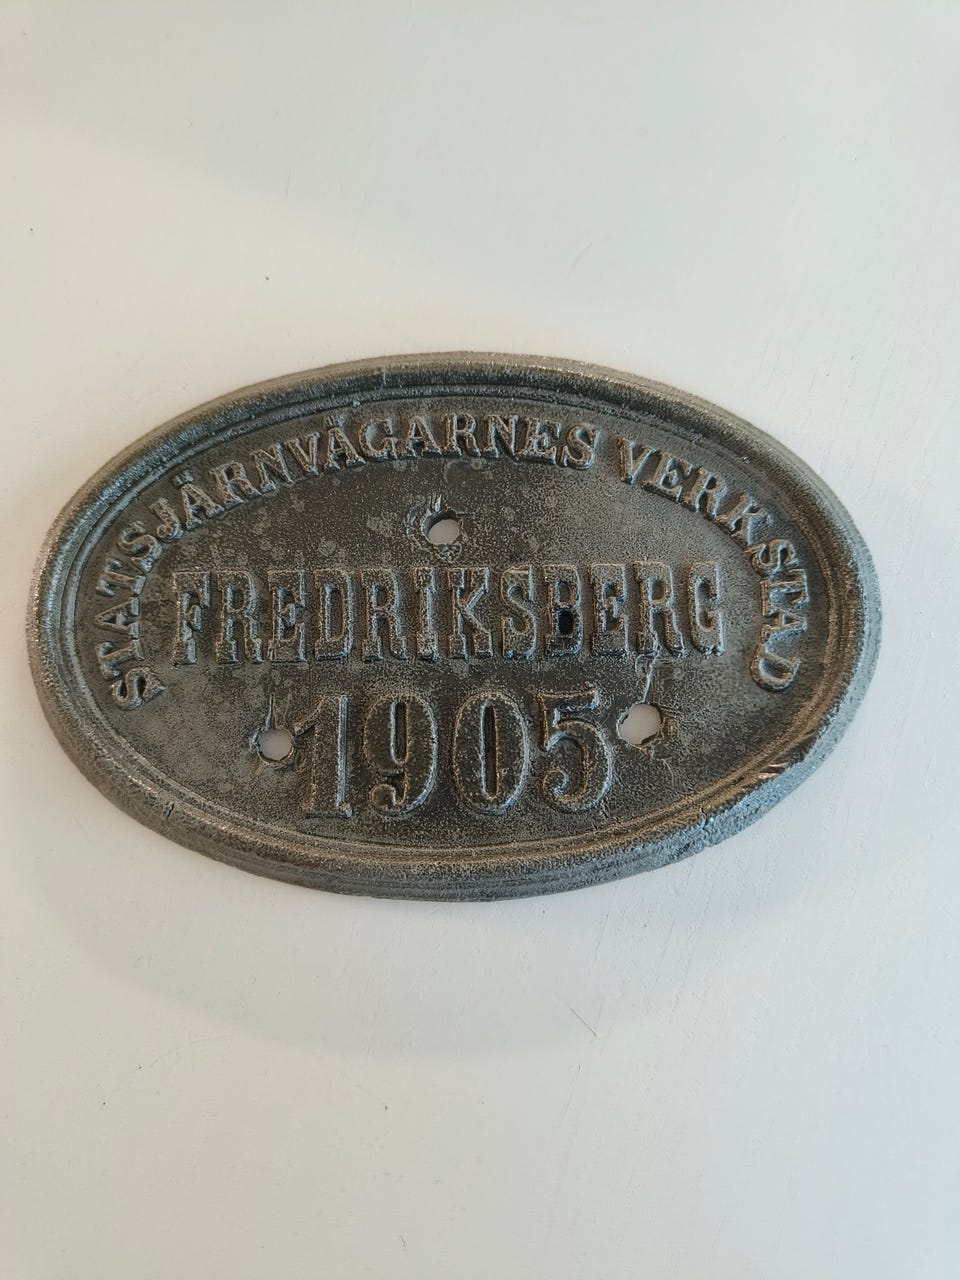 STATSJÄRNVÄGARNES VERKSTAD
FREDRIKSBERG
1905